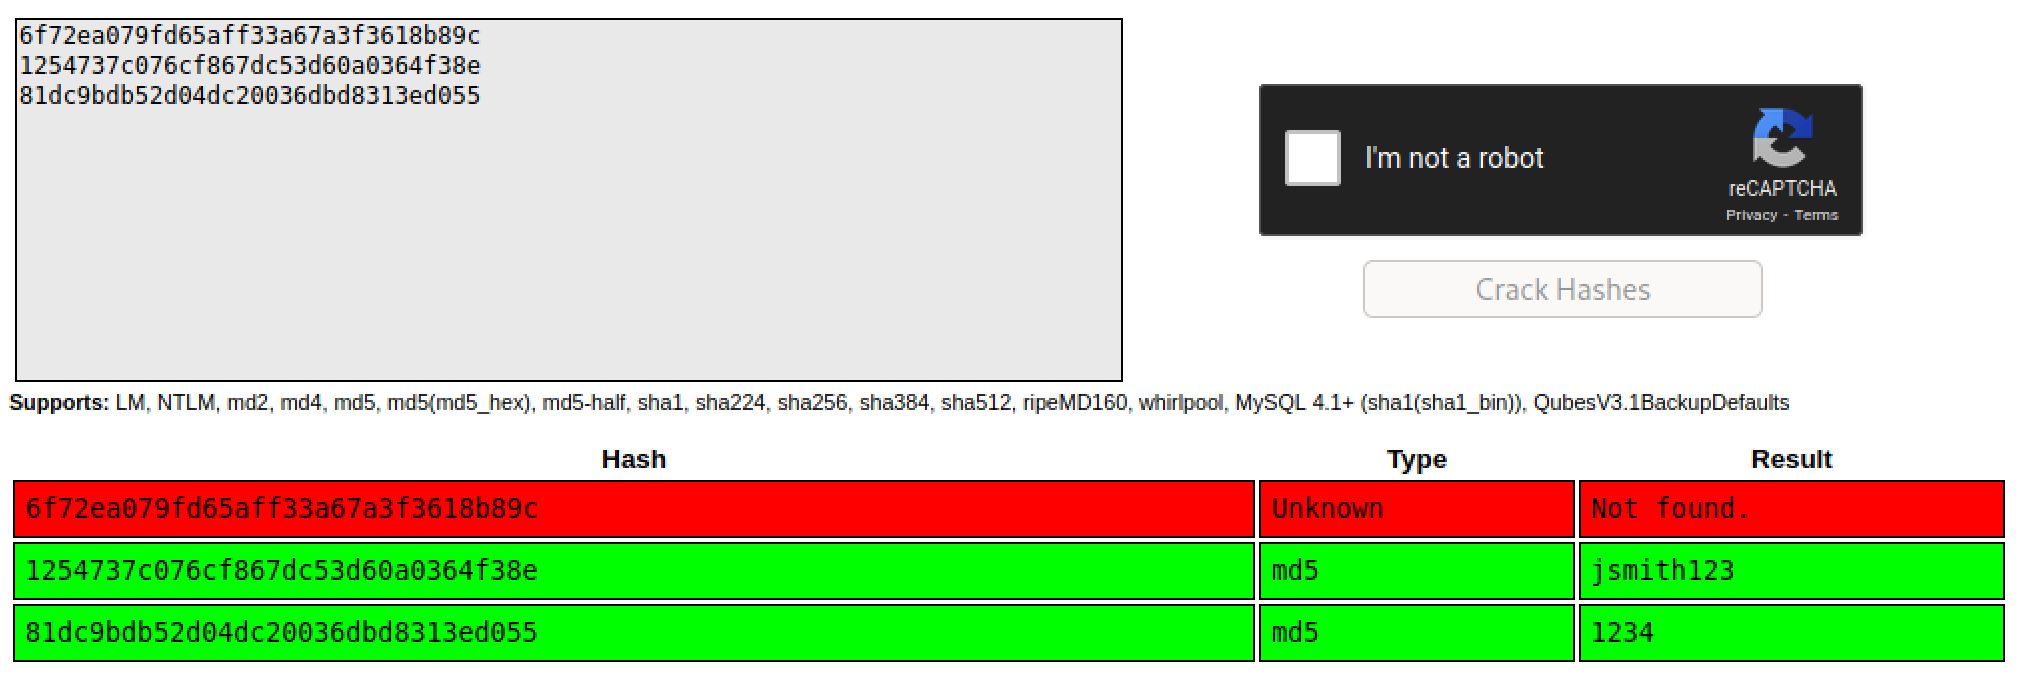 6f72ea079fd65aff33a67a3f3618b89c
1254737c076cf867dc53d60a0364f38e
81dc9bdb52d04dc20036dbd8313ed055
I'm not a robot
reCAPTCHA
Privacy - Terms
Crack Hashes
Supports: LM, NTLM, md2, md4, md5, md5(md5_hex), md5-half, sha1, sha224, sha256, sha384, sha512, ripeMD160, whirlpool, MySQL 4.1+ (sha1(sha1_bin)), QubesV3.1BackupDefaults
Hash Type Result
6f72ea079fd65aff33a67a3f3618b89c Unknown Not found.
1254737c076cf867dc53d60a0364f38e md5 jsmith123
81dc9bdb52d04dc20036dbd8313ed055 md5 1234